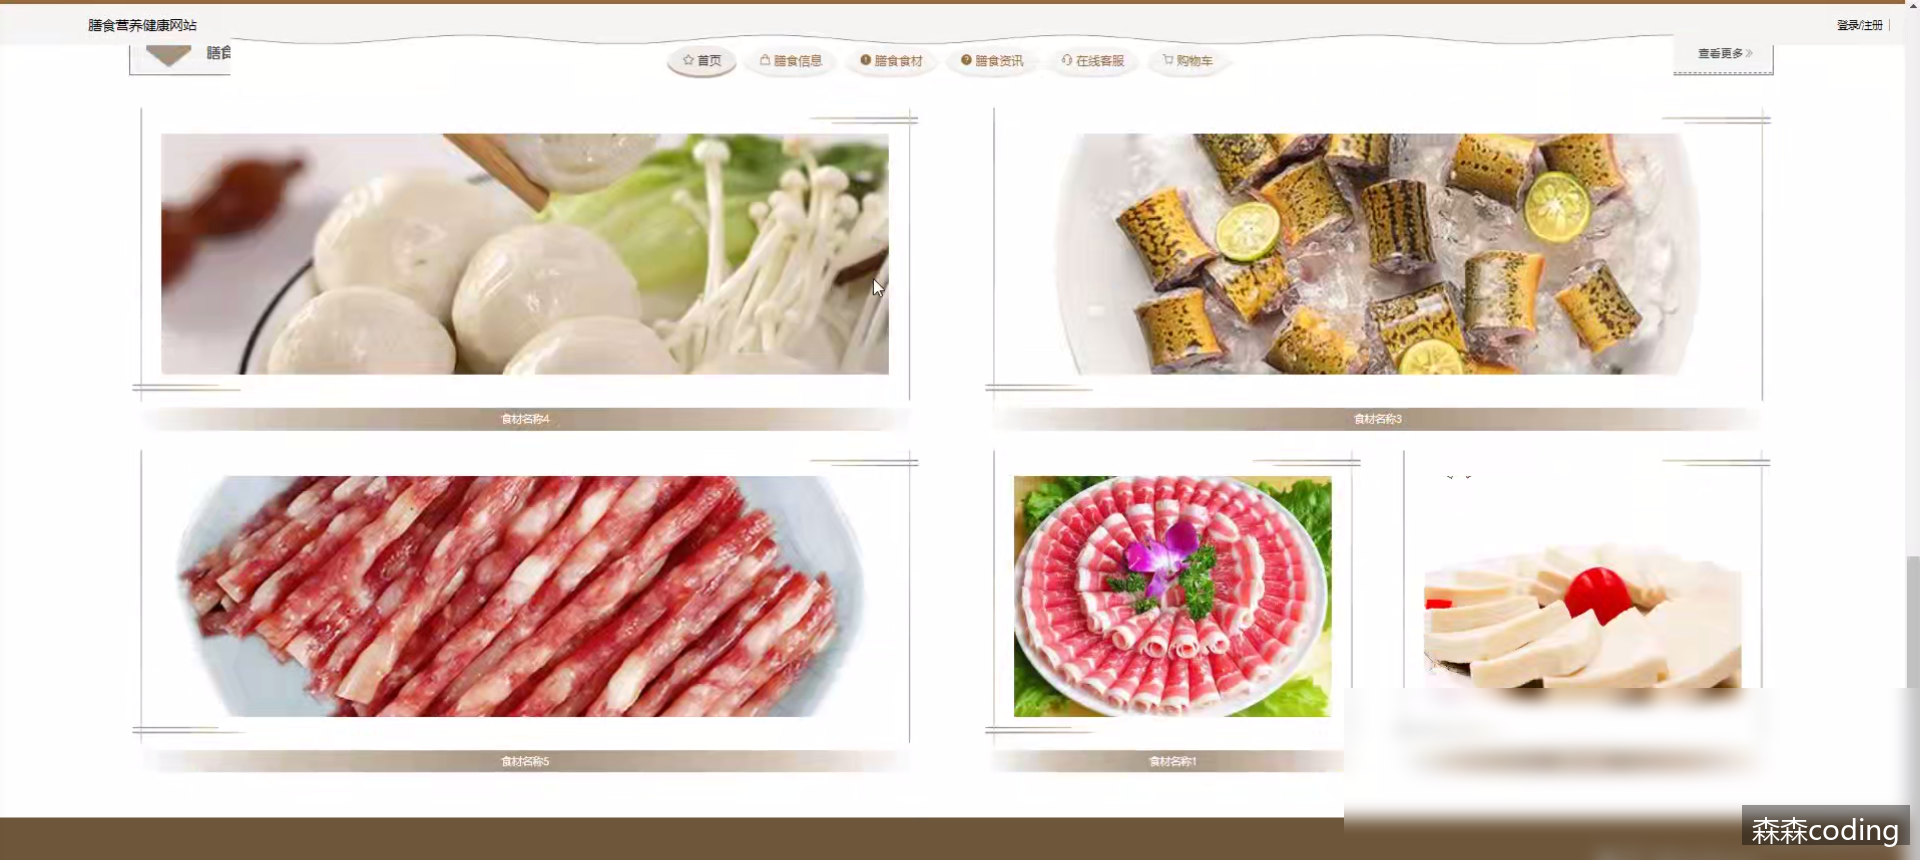 膳食营养健康网站
登录/注册
膳食
首页
膳食信息
膳食食材
膳食资讯
在线客服
购物车
查看更多
食材名称4
食材名称3
食材名称5
食材名称1
森森coding